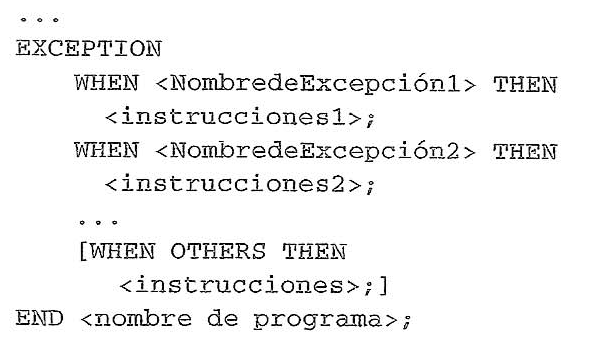 ...
EXCEPTION
WHEN <NombredeExcepción1> THEN
<instrucciones1>;
WHEN <NombredeExcepción2> THEN
<instrucciones2>;
...
[WHEN OTHERS THEN
<instrucciones>;]
END <nombre de programa>;